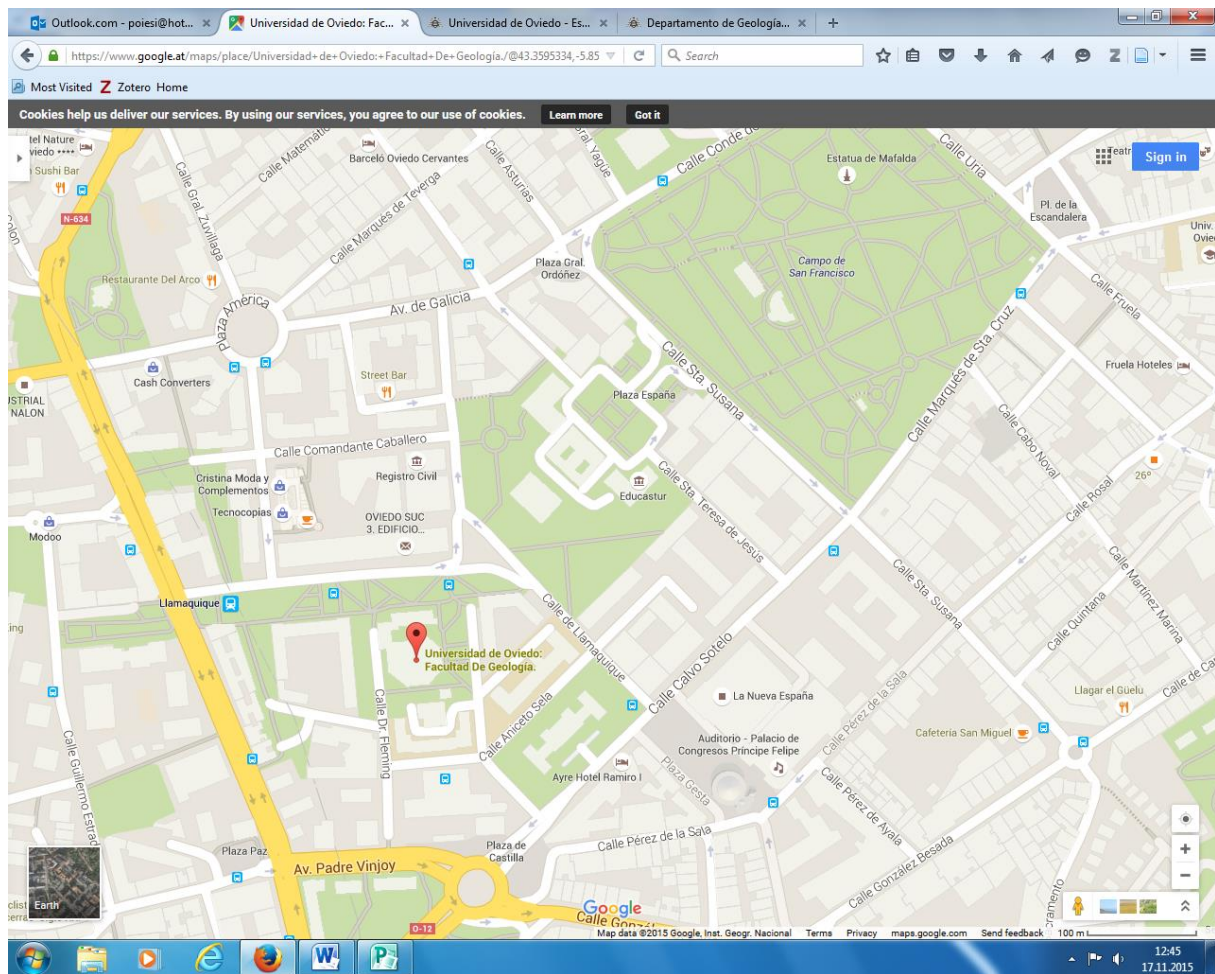 Outlook.com - poiesi@hot...
Universidad de Oviedo: Fac...
Universidad de Oviedo - Es...
Departamento de Geología...
https://www.google.at/maps/place/Universidad+de+Oviedo:+Facultad+De+Geología./@43.3595334,-5.85
Search
Most Visited Z Zotero Home
Cookies help us deliver our services. By using our services, you agree to our use of cookies. Learn more Got it
Sign in
Calle Matemátic
Barceló Oviedo Cervantes
Calle Asturias
Yagüe
Calle Conde d
Estatua de Mafalda
Calle Uria
Sushi Bar
Calle Gral. Zuvillaga
Calle Marqués de Teverga
N-634
Pl. de la
Escandalera
Univ.
Restaurante Del Arco
Plaza Gral.
Ordóñez
Campo de
San Francisco
Plaza América
Av. de Galicia
Calle Fruela
Calle Sta. Susana
Calle Marqués de Sta. Cruz
Cash Converters
Street Bar
Plaza España
Fruela Hoteles
NALON
Calle Comandante Caballero
Calle Cabo Noval
Cristina Moda y
Complementos
Registro Civil
Educastur
Calle Sta. Teresa de Jesús
26º
Calle Rosal
Tecnocopias
OVIEDO SUC
3. EDIFICIO...
Modoo
Calle Sta. Susana
Calle Martínez Marina
Llamaquique
Calle de Llamaquique
Calle Quintana
Universidad de Oviedo:
Facultad De Geología.
Calle Calvo Sotelo
Calle Dr. Fleming
Calle Aniceto Sela
La Nueva España
Calle Pérez de la Sala
Llagar el Güelu
Auditorio - Palacio de
Congresos Príncipe Felipe
Cafetería San Miguel
Calle Guillermo Estrad
Ayre Hotel Ramiro I
Plaza Gesta
Calle Pérez de Ayala
Plaza Paz
Plaza de
Castilla
Calle Pérez de la Sala
Av. Padre Vinjoy
Calle González Besada
Earth
O-12
Google
Map data ©2015 Google, Inst. Geogr. Nacional Terms Privacy maps.google.com Send feedback 100 m
12:45
17.11.2015